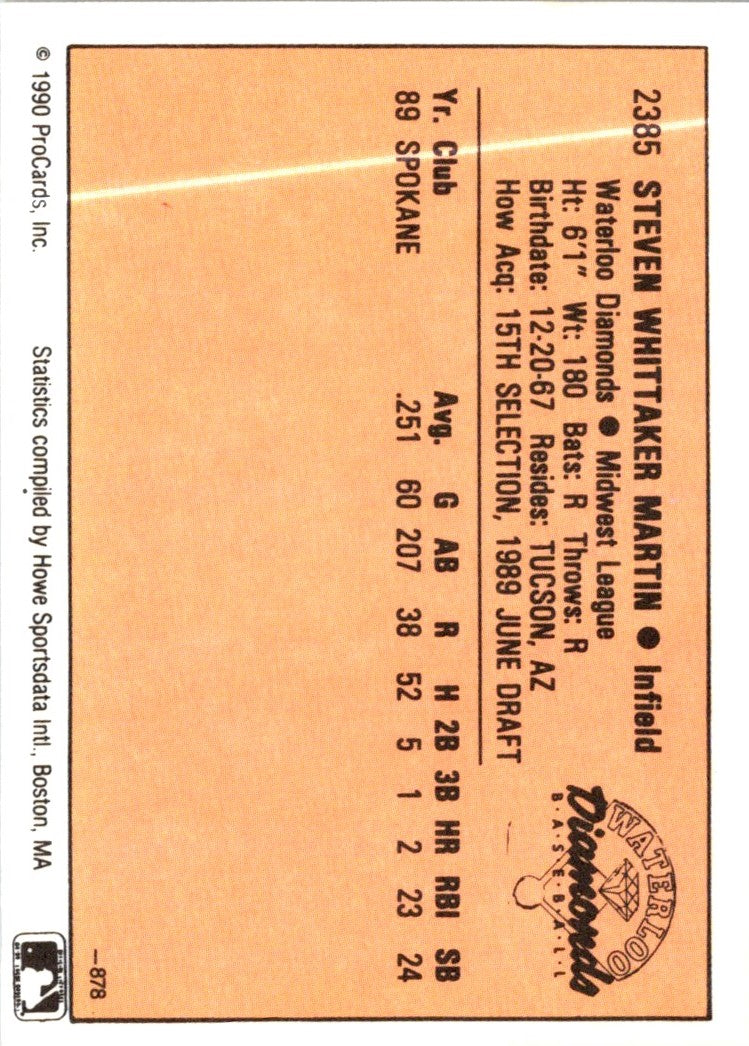 2385 STEVEN WHITTAKER MARTIN ● Infield
Waterloo Diamonds ● Midwest League
Ht: 6'1" Wt: 180 Bats: R Throws: R
Birthdate: 12-20-67 Resides: TUCSON, AZ
How Acq: 15TH SELECTION, 1989 JUNE DRAFT
WATERLOO
Diamonds
BASEBALL
Yr. Club Avg. G AB R H 2B 3B HR RBI SB
89 SPOKANE .251 60 207 38 52 5 1 2 23 24
—878
© 1990 ProCards, Inc. Statistics compiled by Howe Sportsdata Intl., Boston, MA